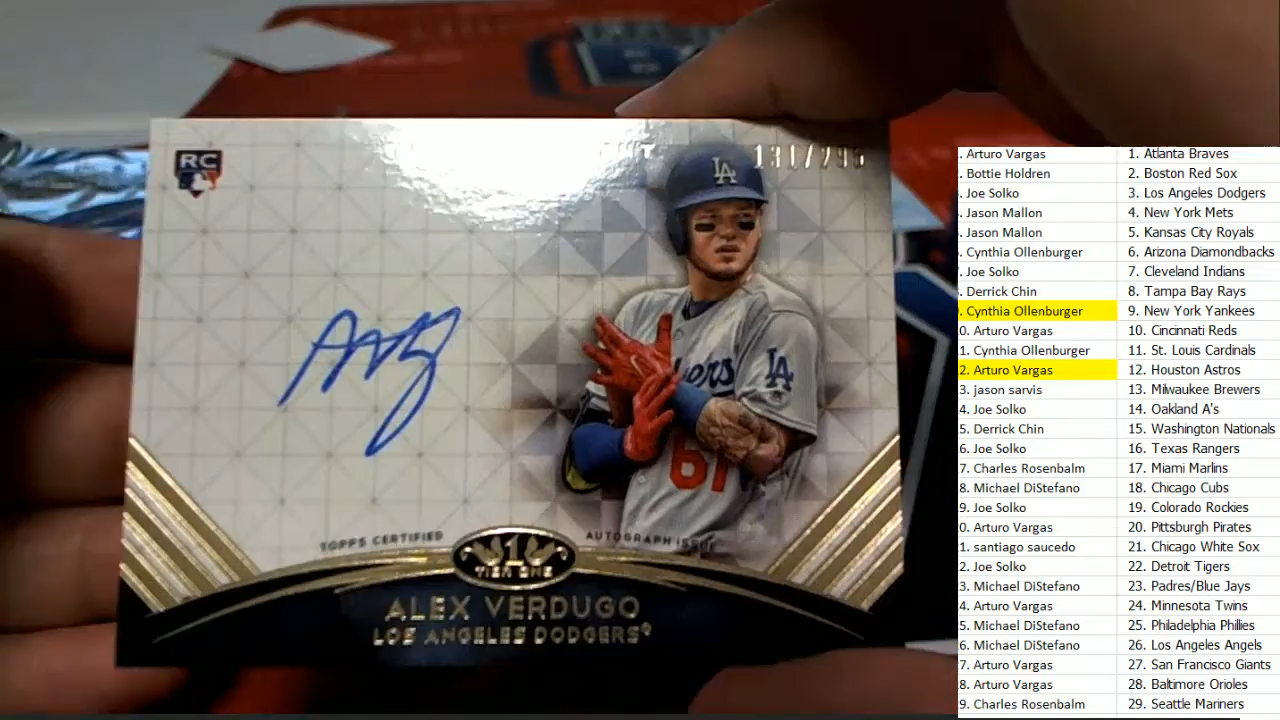 RC
131/295
LA
LA
61
TOPPS CERTIFIED
AUTOGRAPH ISSUE
1
TIER ONE
ALEX VERDUGO
LOS ANGELES DODGERS®
. Arturo Vargas 1. Atlanta Braves
. Bottie Holdren 2. Boston Red Sox
. Joe Solko 3. Los Angeles Dodgers
. Jason Mallon 4. New York Mets
. Jason Mallon 5. Kansas City Royals
. Cynthia Ollenburger 6. Arizona Diamondbacks
. Joe Solko 7. Cleveland Indians
. Derrick Chin 8. Tampa Bay Rays
. Cynthia Ollenburger 9. New York Yankees
0. Arturo Vargas 10. Cincinnati Reds
1. Cynthia Ollenburger 11. St. Louis Cardinals
2. Arturo Vargas 12. Houston Astros
3. jason sarvis 13. Milwaukee Brewers
4. Joe Solko 14. Oakland A's
5. Derrick Chin 15. Washington Nationals
6. Joe Solko 16. Texas Rangers
7. Charles Rosenbalm 17. Miami Marlins
8. Michael DiStefano 18. Chicago Cubs
9. Joe Solko 19. Colorado Rockies
0. Arturo Vargas 20. Pittsburgh Pirates
1. santiago saucedo 21. Chicago White Sox
2. Joe Solko 22. Detroit Tigers
3. Michael DiStefano 23. Padres/Blue Jays
4. Arturo Vargas 24. Minnesota Twins
5. Michael DiStefano 25. Philadelphia Phillies
6. Michael DiStefano 26. Los Angeles Angels
7. Arturo Vargas 27. San Francisco Giants
8. Arturo Vargas 28. Baltimore Orioles
9. Charles Rosenbalm 29. Seattle Mariners